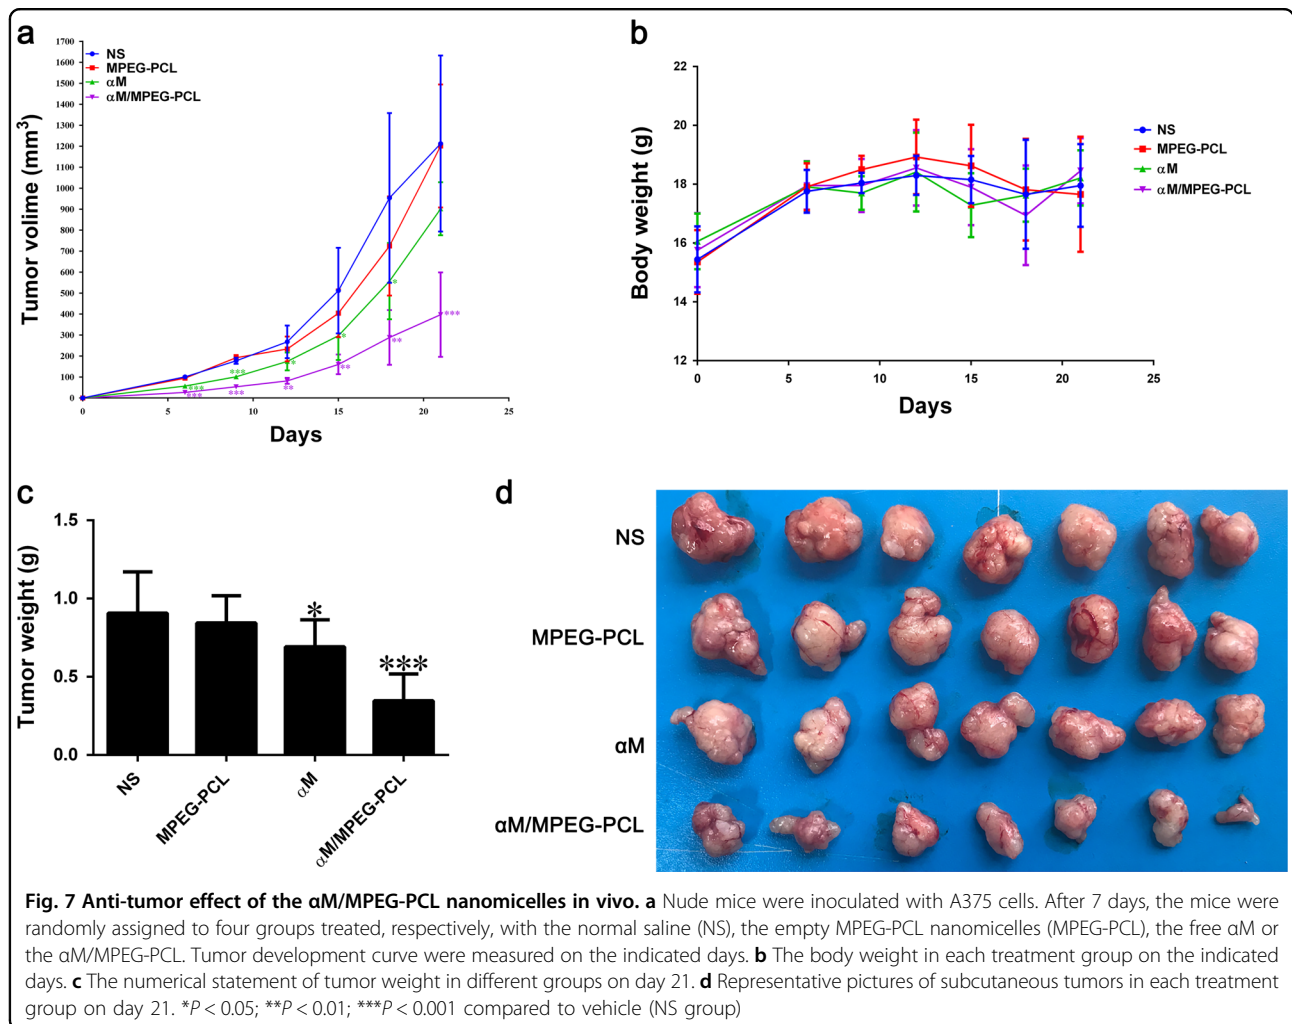 a
1700
1600
1500
1400
1300
1200
1100
1000
900
800
700
600
500
400
300
200
100
0
Tumor volime (mm³)
NS
MPEG-PCL
αM
αM/MPEG-PCL
***
***
***
***
*
**
*
**
*
**
***
0 5 10 15 20 25
Days
b
22
20
18
16
14
12
Body weight (g)
NS
MPEG-PCL
αM
αM/MPEG-PCL
0 5 10 15 20 25
Days
c
1.5
1.0
0.5
0.0
Tumor weight (g)
*
***
NS
MPEG-PCL
αM
αM/MPEG-PCL
d
NS
MPEG-PCL
αM
αM/MPEG-PCL
Fig. 7 Anti-tumor effect of the αM/MPEG-PCL nanomicelles in vivo. a Nude mice were inoculated with A375 cells. After 7 days, the mice were
randomly assigned to four groups treated, respectively, with the normal saline (NS), the empty MPEG-PCL nanomicelles (MPEG-PCL), the free αM or
the αM/MPEG-PCL. Tumor development curve were measured on the indicated days. b The body weight in each treatment group on the indicated
days. c The numerical statement of tumor weight in different groups on day 21. d Representative pictures of subcutaneous tumors in each treatment
group on day 21. *P < 0.05; **P < 0.01; ***P < 0.001 compared to vehicle (NS group)